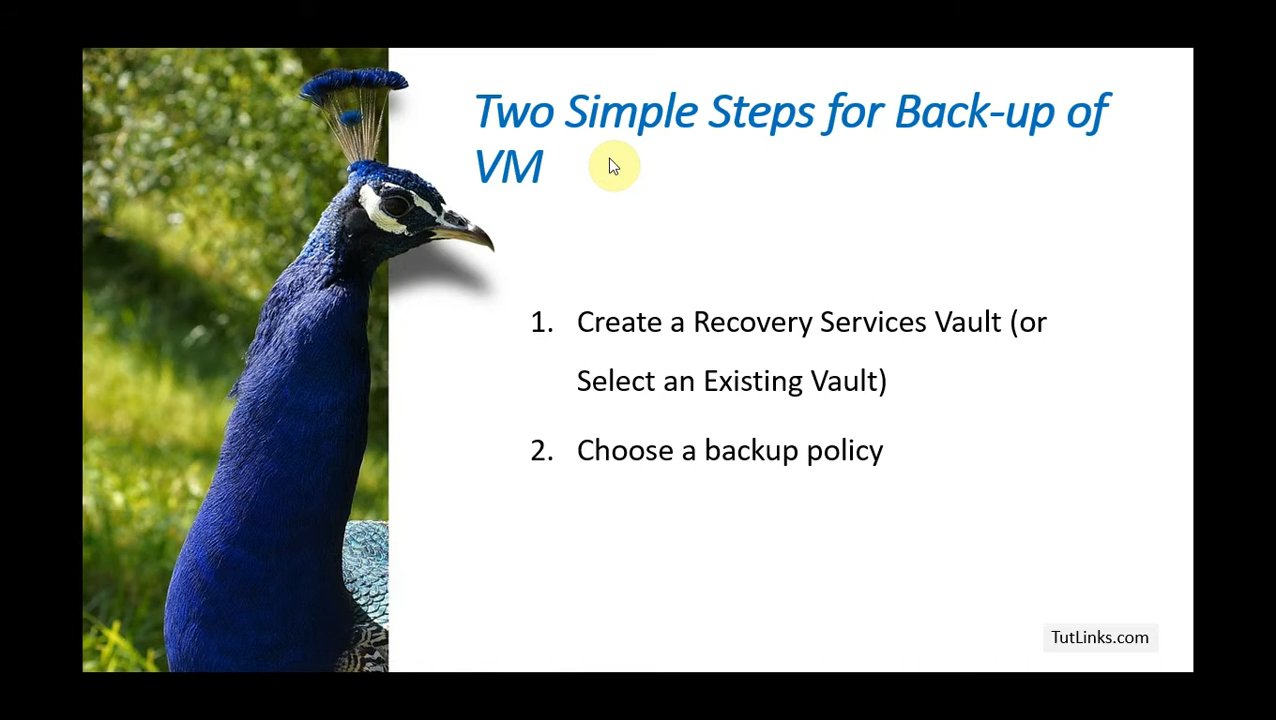 Two Simple Steps for Back-up of
VM
1. Create a Recovery Services Vault (or
Select an Existing Vault)
2. Choose a backup policy
TutLinks.com